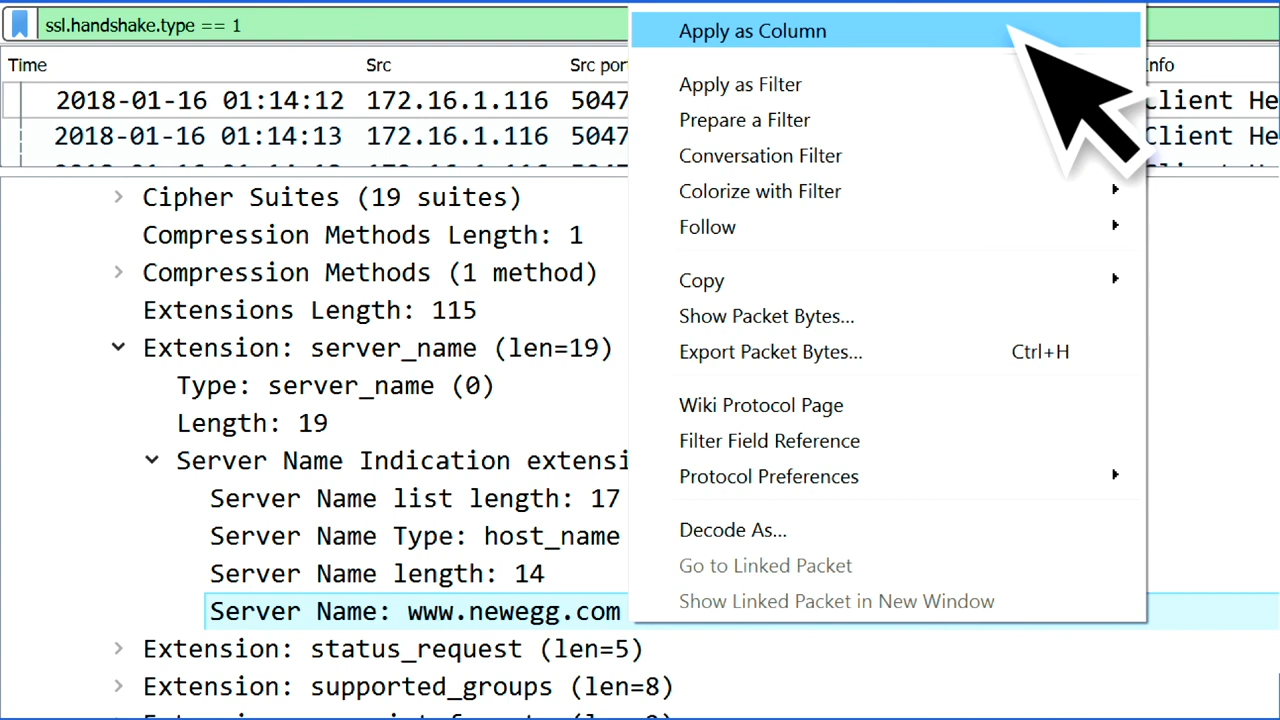 ssl.handshake.type == 1
Time Src Src por Info
2018-01-16 01:14:12 172.16.1.116 5047 Client He
2018-01-16 01:14:13 172.16.1.116 5047 Client He
Cipher Suites (19 suites)
Compression Methods Length: 1
Compression Methods (1 method)
Extensions Length: 115
Extension: server_name (len=19)
Type: server_name (0)
Length: 19
Server Name Indication extensi
Server Name list length: 17
Server Name Type: host_name
Server Name length: 14
Server Name: www.newegg.com
Extension: status_request (len=5)
Extension: supported_groups (len=8)
Apply as Column
Apply as Filter
Prepare a Filter
Conversation Filter
Colorize with Filter
Follow
Copy
Show Packet Bytes...
Export Packet Bytes... Ctrl+H
Wiki Protocol Page
Filter Field Reference
Protocol Preferences
Decode As...
Go to Linked Packet
Show Linked Packet in New Window